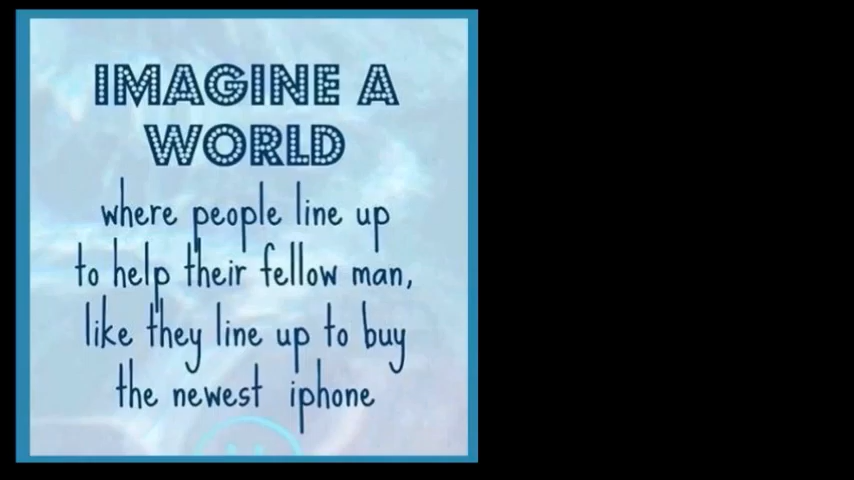 IMAGINE A
WORLD
where people line up
to help their fellow man,
like they line up to buy
the newest iphone